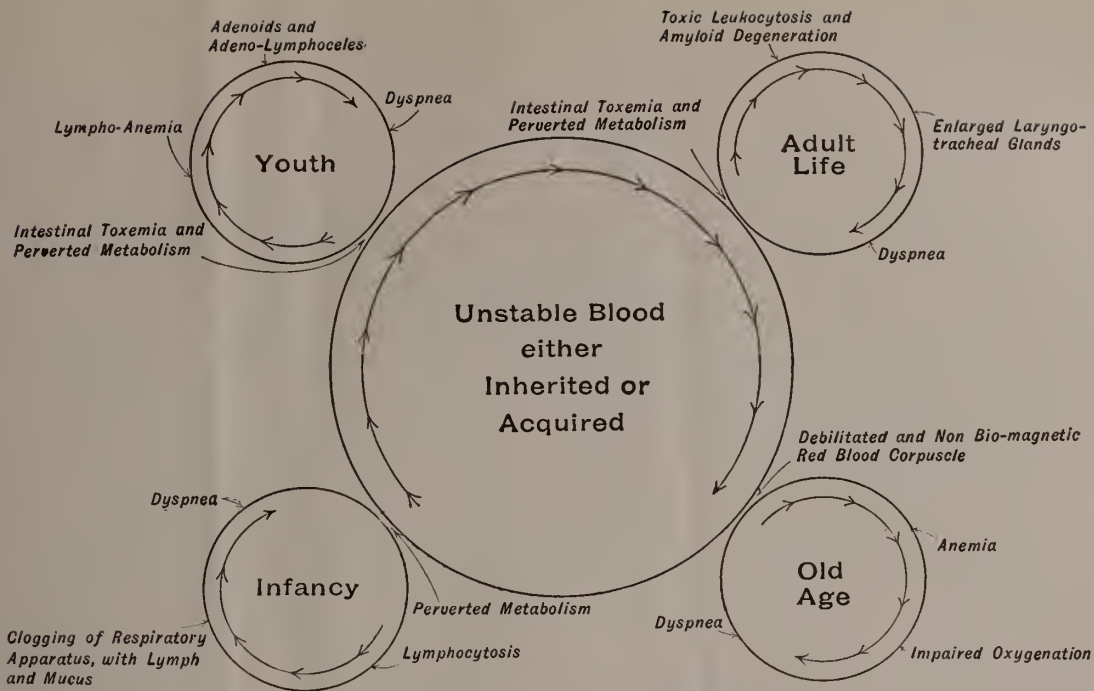 Adenoids and
Adeno-Lymphoceles
Dyspnea
Lympho-Anemia
Youth
Intestinal Toxemia and
Perverted Metabolism
Toxic Leukocytosis and
Amyloid Degeneration
Intestinal Toxemia and
Perverted Metabolism
Adult
Life
Enlarged Laryngo-
tracheal Glands
Dyspnea
Unstable Blood
either
Inherited or
Acquired
Dyspnea
Infancy
Perverted Metabolism
Clogging of Respiratory
Apparatus, with Lymph
and Mucus
Lymphocytosis
Debilitated and Non Bio-magnetic
Red Blood Corpuscle
Anemia
Old
Age
Dyspnea
Impaired Oxygenation